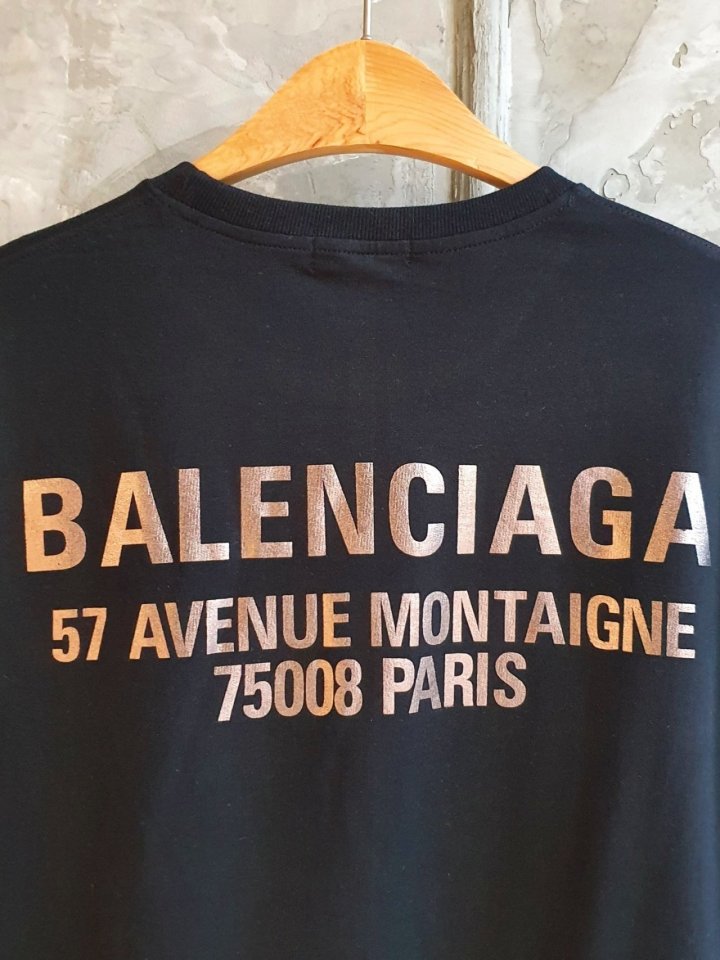 BALENCIAGA
57 AVENUE MONTAIGNE
75008 PARIS